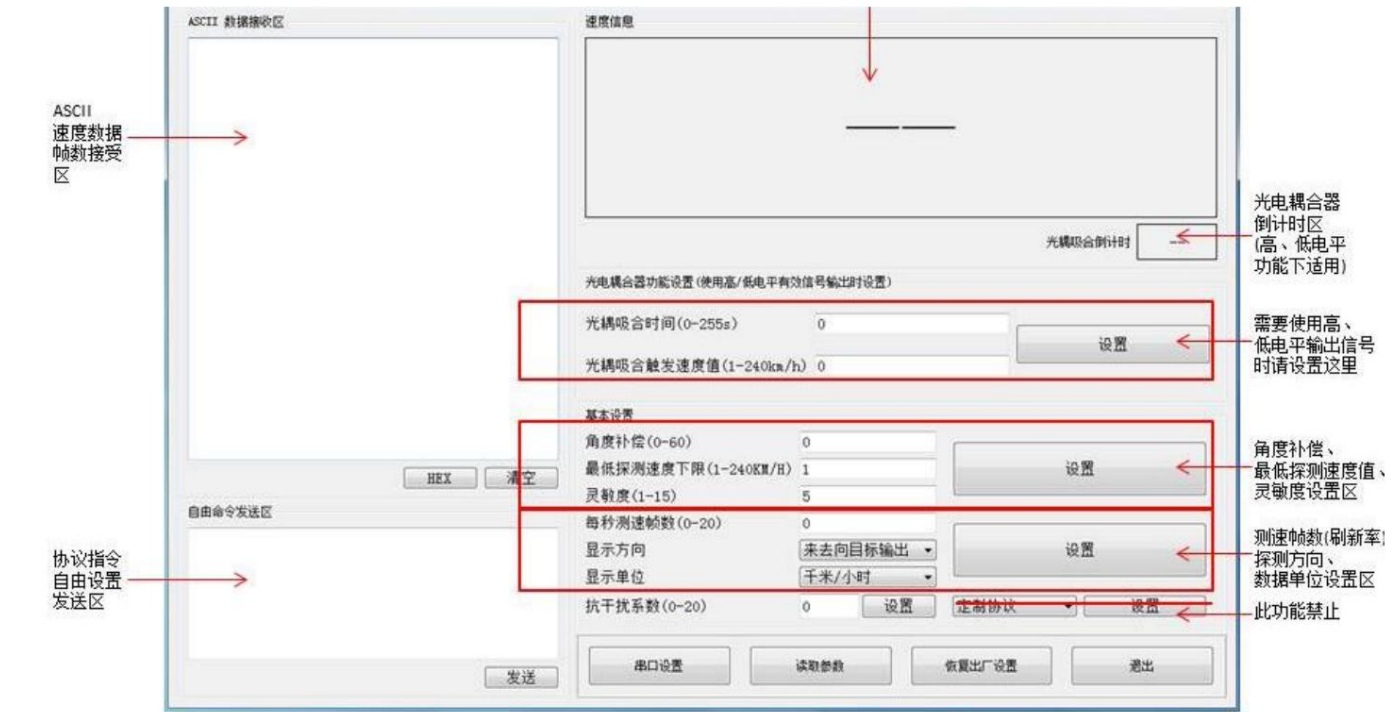 ASCII 数据接收区
速度信息
ASCII
速度数据
帧数接受
区
光电耦合器
倒计时区
(高、低电平
功能下适用)
光耦吸合倒计时
--
光电耦合器功能设置(使用高/低电平有效信号输出时设置)
光耦吸合时间(0-255s) 0
设置
光耦吸合触发速度值(1-240km/h) 0
需要使用高、
低电平输出信号
时请设置这里
基本设置
角度补偿(0-60) 0
最低探测速度下限(1-240KM/H) 1
设置
灵敏度(1-15) 5
角度补偿、
最低探测速度值、
灵敏度设置区
HEX 清空
自由命令发送区
每秒测速帧数(0-20) 0
显示方向 来去向目标输出
设置
显示单位 千米/小时
测速帧数(刷新率)
探测方向、
数据单位设置区
协议指令
自由设置
发送区
抗干扰系数(0-20) 0 设置 定制协议 设置
此功能禁止
发送
串口设置 读取参数 恢复出厂设置 退出